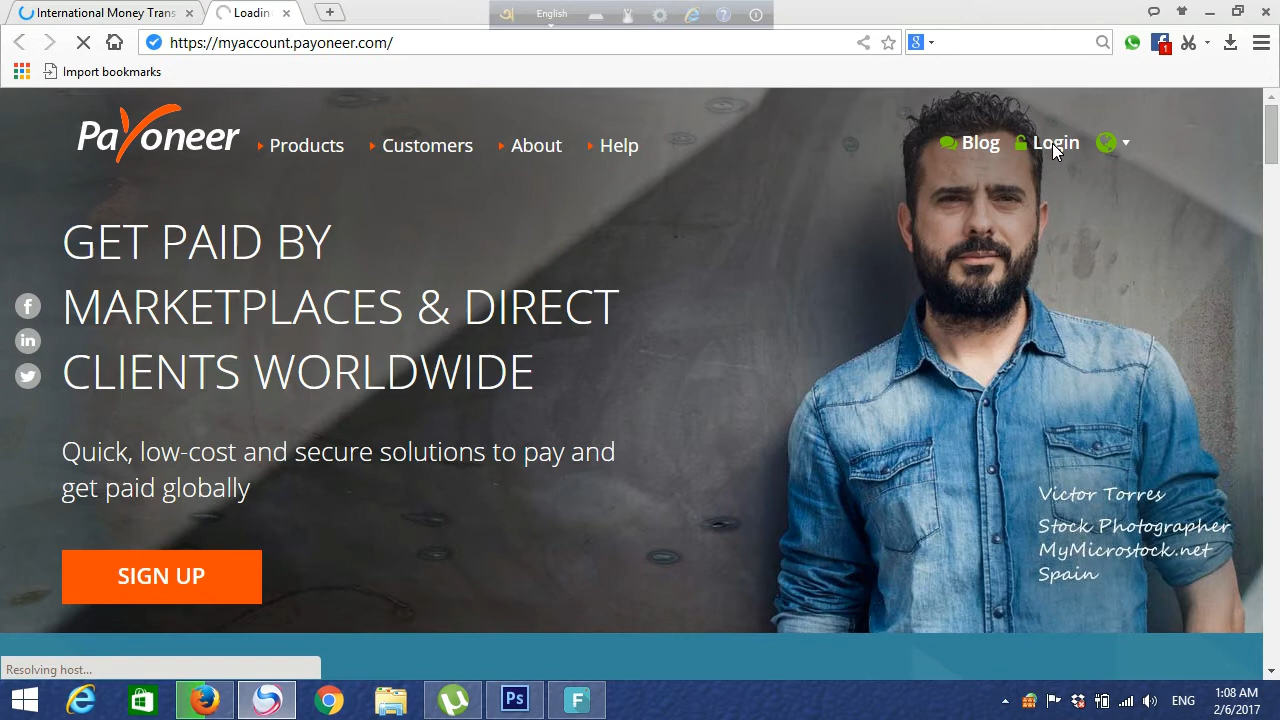 International Money Trans
Loadin
English
https://myaccount.payoneer.com/
1
Import bookmarks
Payoneer
Products
Customers
About
Help
Blog
Login
GET PAID BY
MARKETPLACES & DIRECT
CLIENTS WORLDWIDE
Quick, low-cost and secure solutions to pay and
get paid globally
SIGN UP
Victor Torres
Stock Photographer
MyMicrostock.net
Spain
Resolving host...
Ps
F
ENG
1:08 AM
2/6/2017